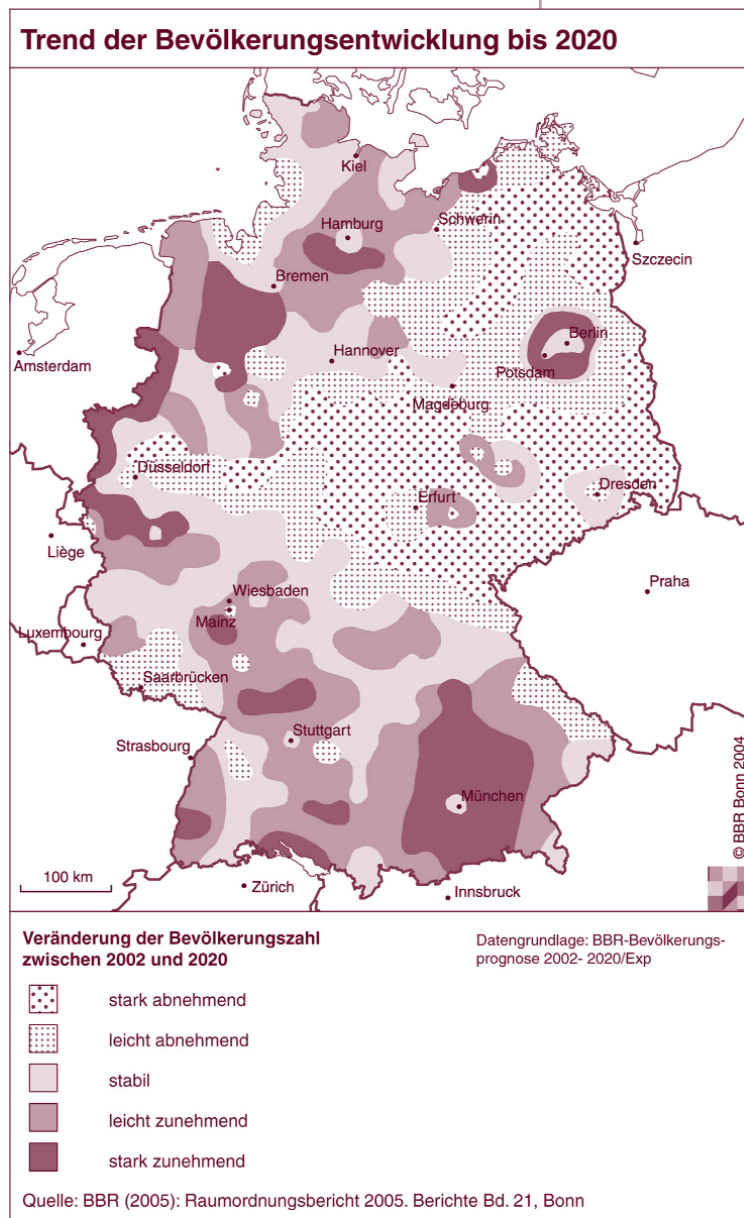 Trend der Bevölkerungsentwicklung bis 2020
Kiel
Hamburg
Schwerin
Szczecin
Bremen
Amsterdam
Hannover
Berlin
Potsdam
Magdeburg
Düsseldorf
Dresden
Erfurt
Liège
Praha
Wiesbaden
Mainz
Luxembourg
Saarbrücken
Stuttgart
Strasbourg
München
© BBR Bonn 2004
100 km
Zürich
Innsbruck
Veränderung der Bevölkerungszahl
zwischen 2002 und 2020
Datengrundlage: BBR-Bevölkerungs-
prognose 2002- 2020/Exp
stark abnehmend
leicht abnehmend
stabil
leicht zunehmend
stark zunehmend
Quelle: BBR (2005): Raumordnungsbericht 2005. Berichte Bd. 21, Bonn